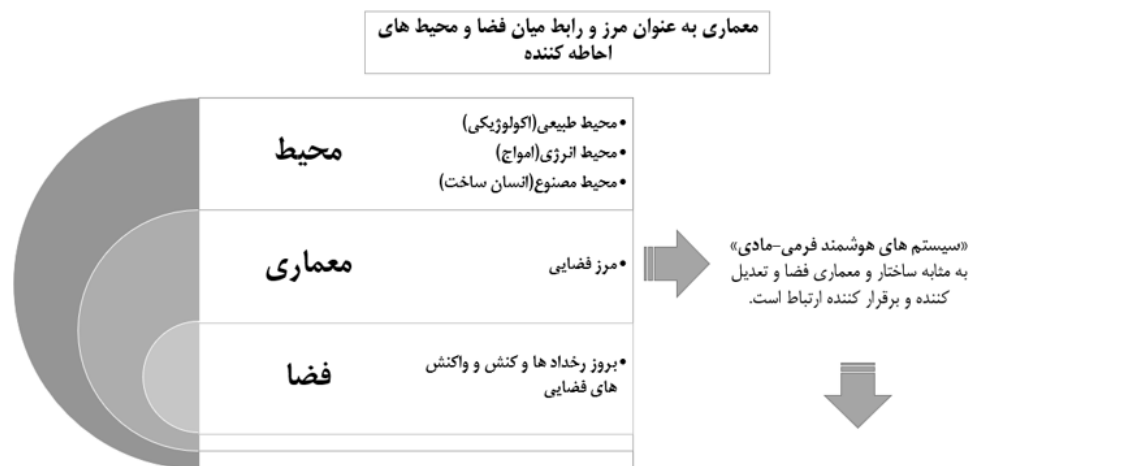 معماری به عنوان مرز و رابط میان فضا و محیط های
احاطه کننده
محیط
•محیط طبیعی(اکولوژیکی)
•محیط انرژی(امواج)
•محیط مصنوع(انسان ساخت)
معماری
•مرز فضایی
«سیستم های هوشمند فرمی-مادی»
به مثابه ساختار و معماری فضا و تعدیل
کننده و برقرار کننده ارتباط است.
فضا
•بروز رخداد ها و کنش و واکنش
های فضایی